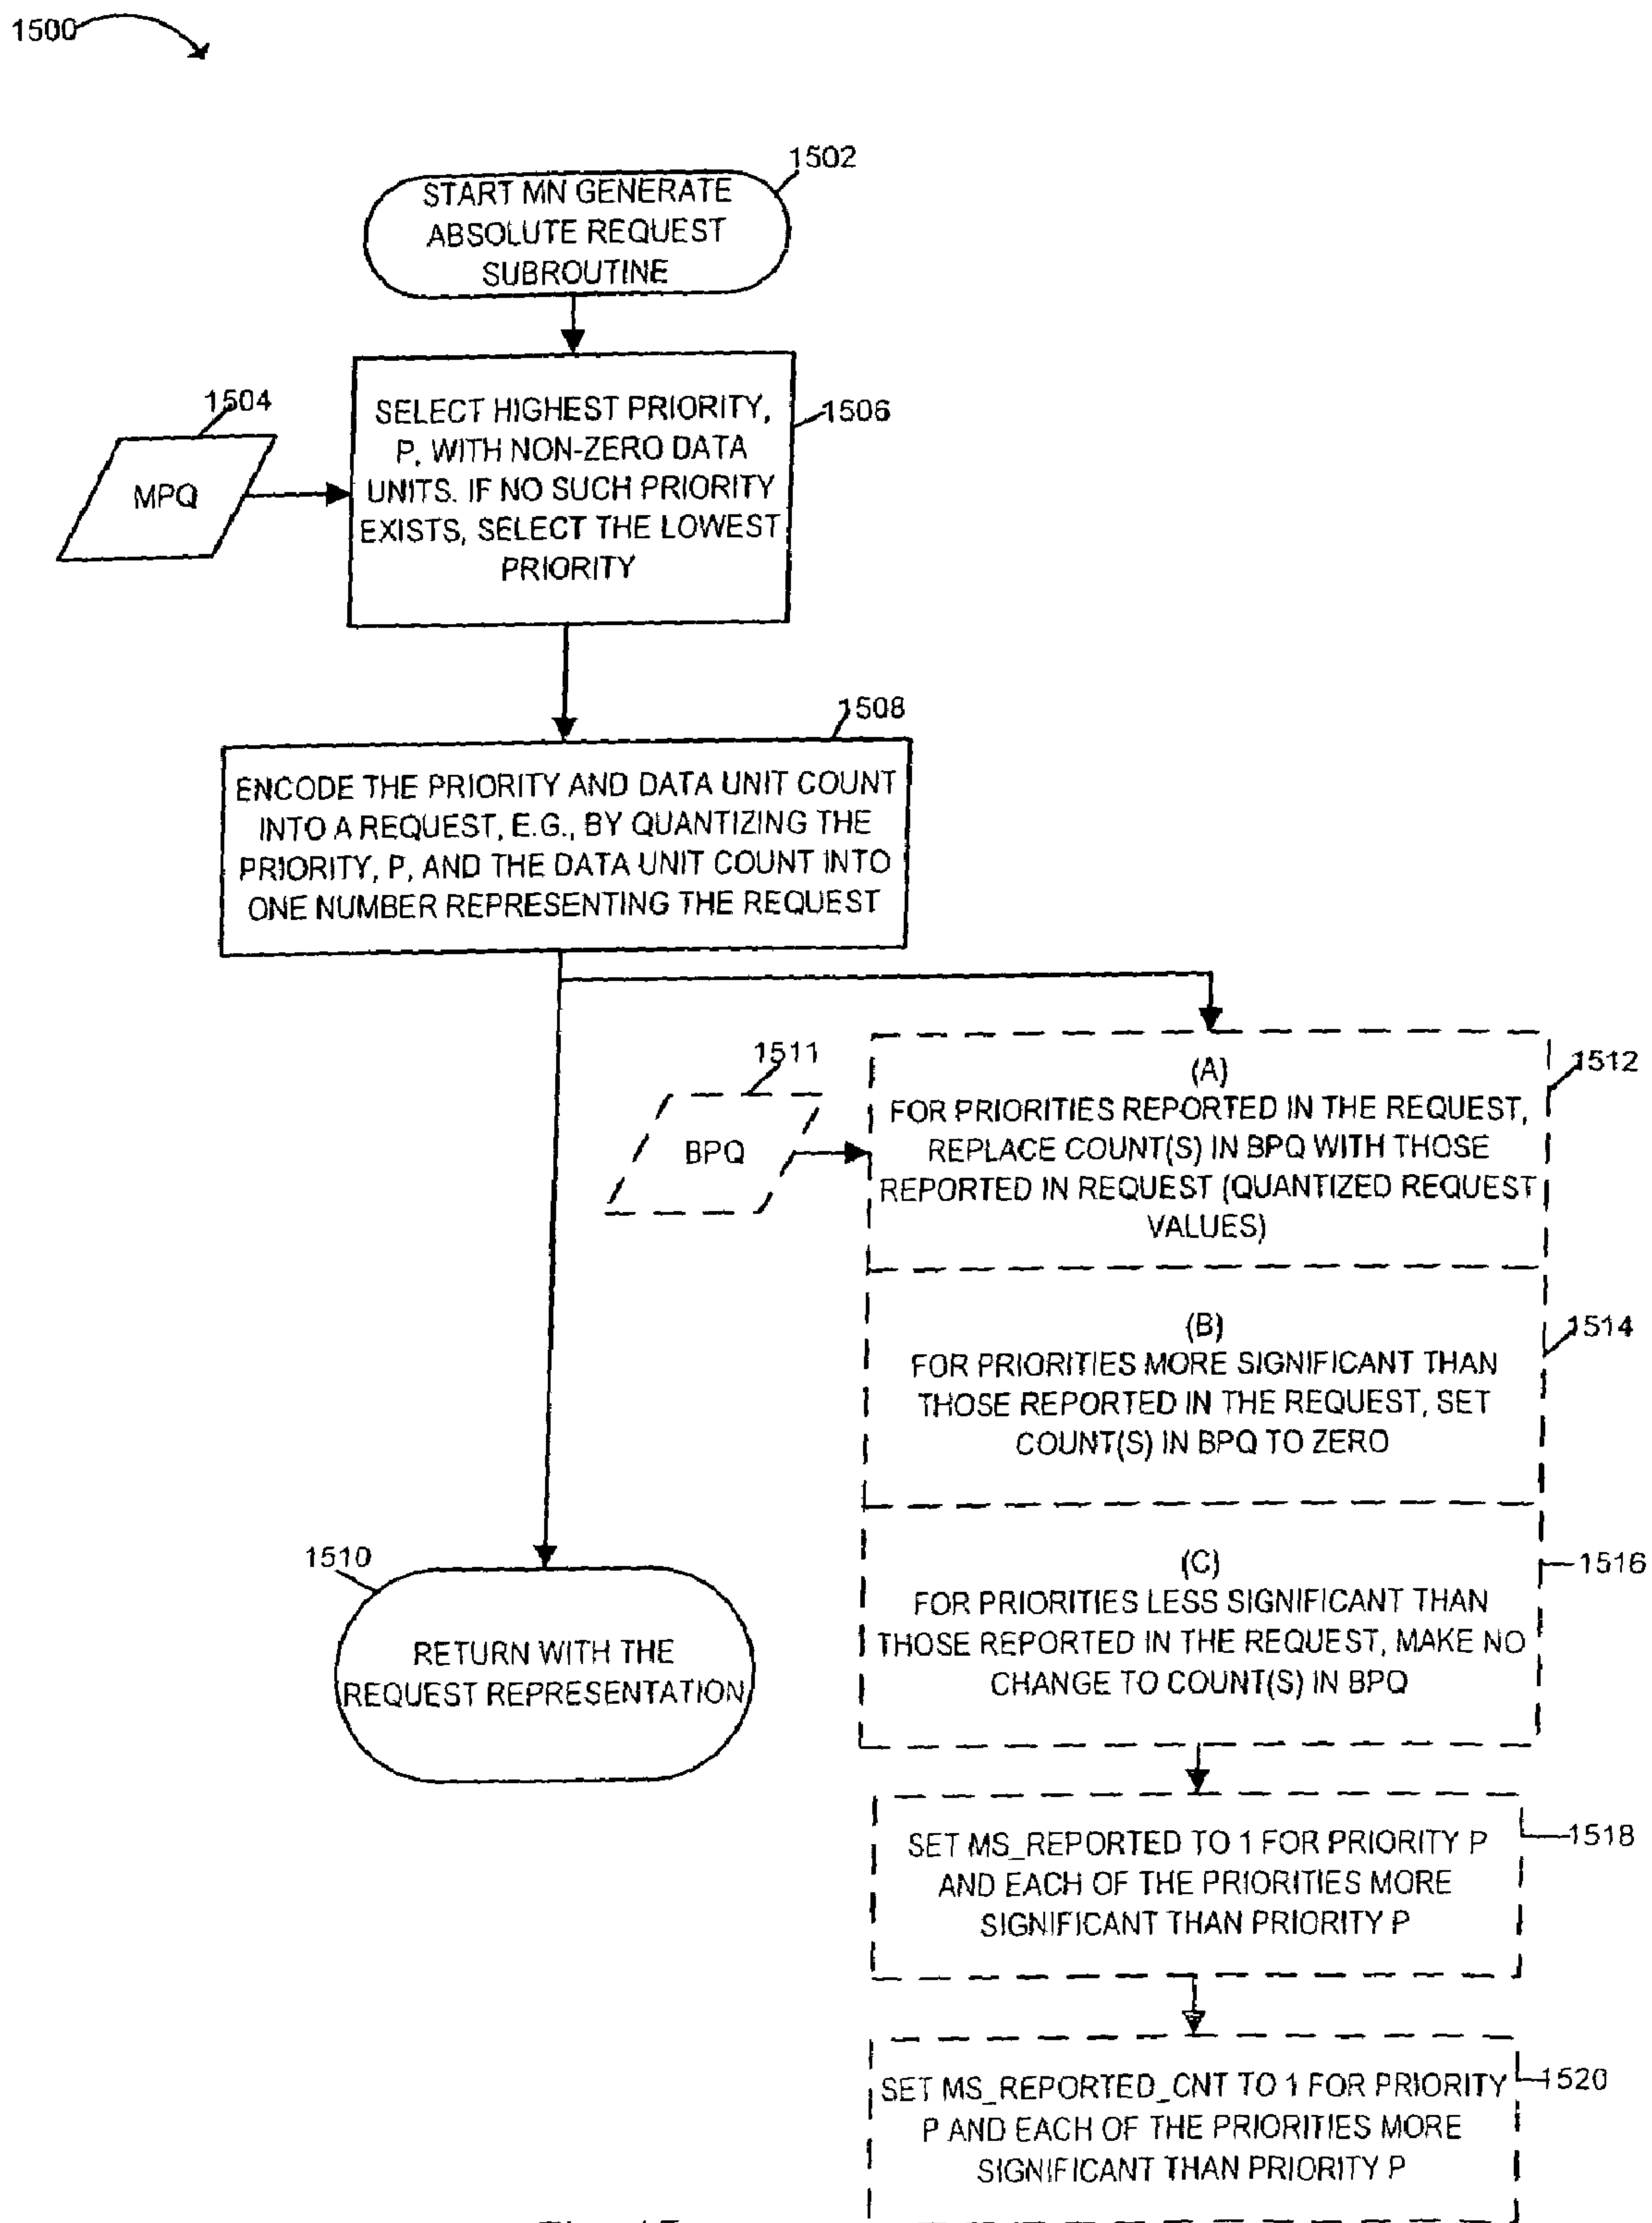 1500
1502
START MN GENERATE
ABSOLUTE REQUEST
SUBROUTINE
1504
MPQ
1506
SELECT HIGHEST PRIORITY,
P, WITH NON-ZERO DATA
UNITS. IF NO SUCH PRIORITY
EXISTS, SELECT THE LOWEST
PRIORITY
1508
ENCODE THE PRIORITY AND DATA UNIT COUNT
INTO A REQUEST, E.G., BY QUANTIZING THE
PRIORITY, P, AND THE DATA UNIT COUNT INTO
ONE NUMBER REPRESENTING THE REQUEST
1511
BPQ
1512
(A)
FOR PRIORITIES REPORTED IN THE REQUEST,
REPLACE COUNT(S) IN BPQ WITH THOSE
REPORTED IN REQUEST (QUANTIZED REQUEST
VALUES)
1514
(B)
FOR PRIORITIES MORE SIGNIFICANT THAN
THOSE REPORTED IN THE REQUEST, SET
COUNT(S) IN BPQ TO ZERO
1516
(C)
FOR PRIORITIES LESS SIGNIFICANT THAN
THOSE REPORTED IN THE REQUEST, MAKE NO
CHANGE TO COUNT(S) IN BPQ
1510
RETURN WITH THE
REQUEST REPRESENTATION
1518
SET MS_REPORTED TO 1 FOR PRIORITY P
AND EACH OF THE PRIORITIES MORE
SIGNIFICANT THAN PRIORITY P
1520
SET MS_REPORTED_CNT TO 1 FOR PRIORITY
P AND EACH OF THE PRIORITIES MORE
SIGNIFICANT THAN PRIORITY P